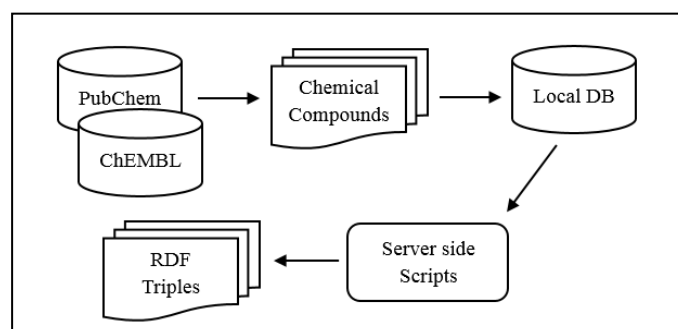 PubChem
ChEMBL
Chemical
Compounds
Local DB
Server side
Scripts
RDF
Triples